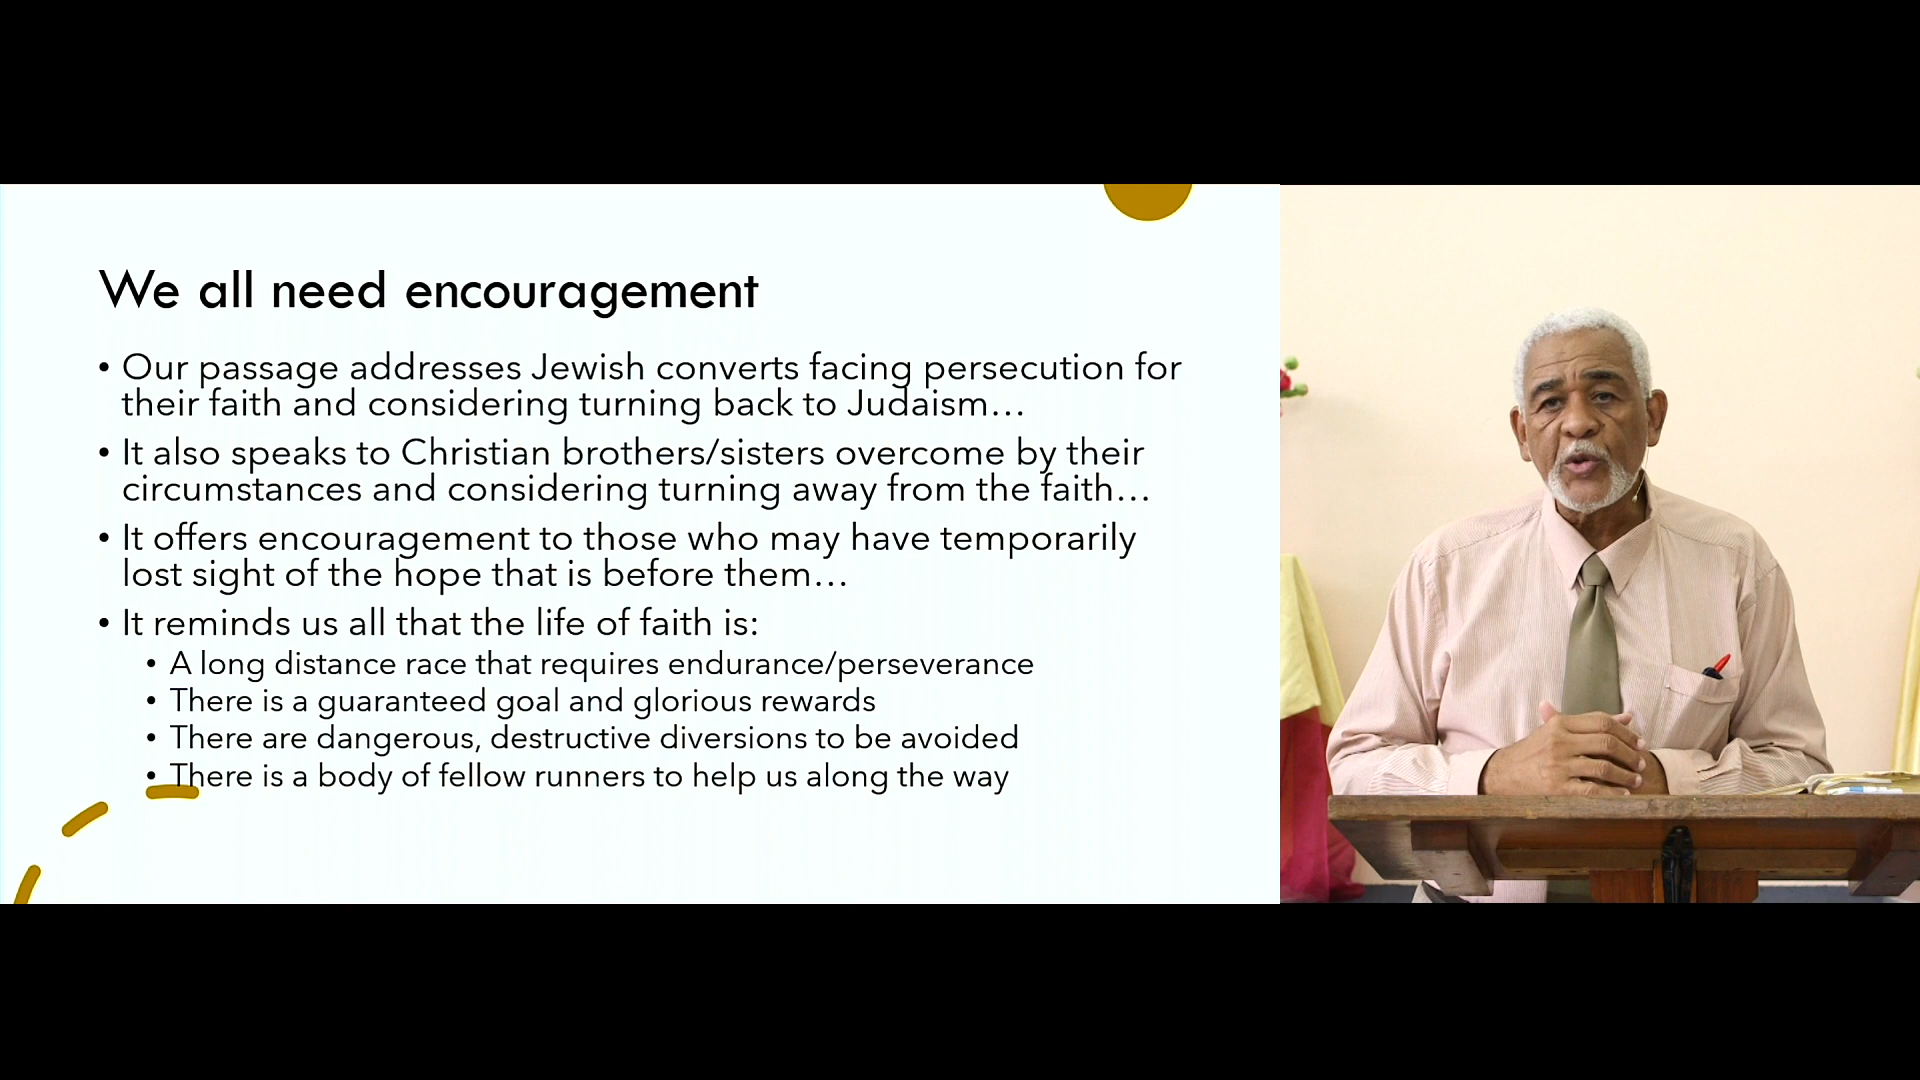 We all need encouragement
• Our passage addresses Jewish converts facing persecution for
their faith and considering turning back to Judaism…
• It also speaks to Christian brothers/sisters overcome by their
circumstances and considering turning away from the faith…
• It offers encouragement to those who may have temporarily
lost sight of the hope that is before them…
• It reminds us all that the life of faith is:
• A long distance race that requires endurance/perseverance
• There is a guaranteed goal and glorious rewards
• There are dangerous, destructive diversions to be avoided
• There is a body of fellow runners to help us along the way